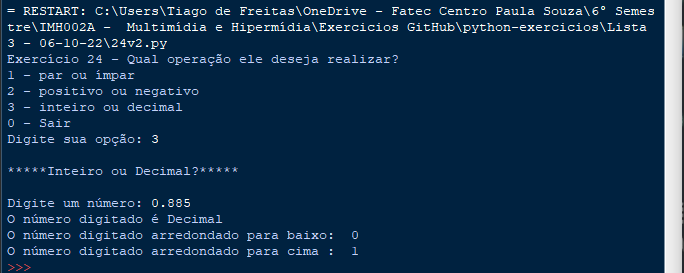 = RESTART: C:\Users\Tiago de Freitas\OneDrive - Fatec Centro Paula Souza\6° Semes
tre\IMH002A -  Multimídia e Hipermídia\Exercicios GitHub\python-exercicios\Lista
3 - 06-10-22\24v2.py
Exercício 24 - Qual operação ele deseja realizar?
1 - par ou ímpar
2 - positivo ou negativo
3 - inteiro ou decimal
0 - Sair
Digite sua opção: 3
*****Inteiro ou Decimal?*****
Digite um número: 0.885
O número digitado é Decimal
O número digitado arredondado para baixo:  0
O número digitado arredondado para cima :  1
>>>